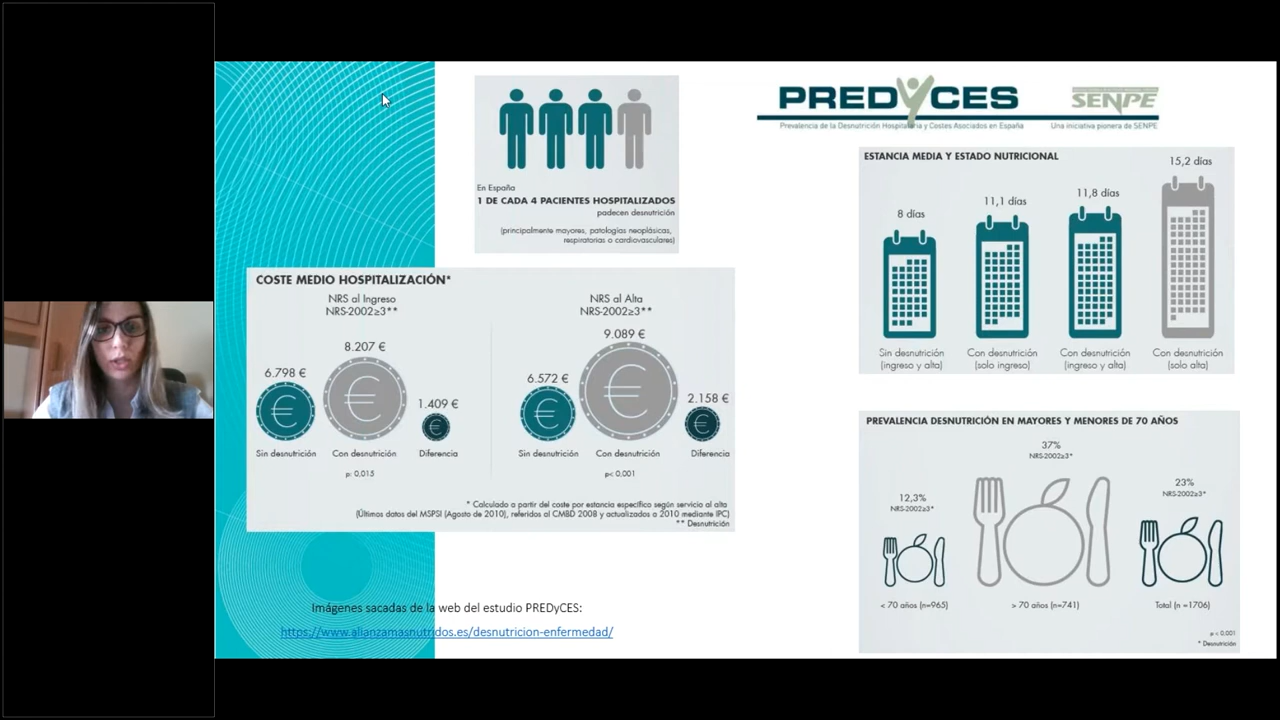 PREDyCES
SENPE
Prevalencia de la Desnutrición Hospitalaria y Costes Asociados en España
Una iniciativa pionera de SENPE
En España
1 DE CADA 4 PACIENTES HOSPITALIZADOS
padecen desnutrición
(principalmente mayores, patologías neoplásicas,
respiratorias o cardiovasculares)
ESTANCIA MEDIA Y ESTADO NUTRICIONAL
8 días
11,1 días
11,8 días
15,2 días
Sin desnutrición
(ingreso y alta)
Con desnutrición
(solo ingreso)
Con desnutrición
(ingreso y alta)
Con desnutrición
(solo alta)
COSTE MEDIO HOSPITALIZACIÓN*
NRS al Ingreso
NRS-2002≥3**
6.798 €
8.207 €
1.409 €
Sin desnutrición
Con desnutrición
Diferencia
p: 0,015
NRS al Alta
NRS-2002≥3**
6.572 €
9.089 €
2.158 €
Sin desnutrición
Con desnutrición
Diferencia
p< 0,001
* Calculado a partir del coste por estancia específico según servicio al alta
(Últimos datos del MSPSI (Agosto de 2010), referidos al CMBD 2008 y actualizados a 2010 mediante IPC)
** Desnutrición
PREVALENCIA DESNUTRICIÓN EN MAYORES Y MENORES DE 70 AÑOS
12,3%
NRS-2002≥3*
37%
NRS-2002≥3*
23%
NRS-2002≥3*
< 70 años (n=965)
> 70 años (n=741)
Total (n =1706)
p < 0,001
* Desnutrición
Imágenes sacadas de la web del estudio PREDyCES:
https://www.alianzamasnutridos.es/desnutricion-enfermedad/